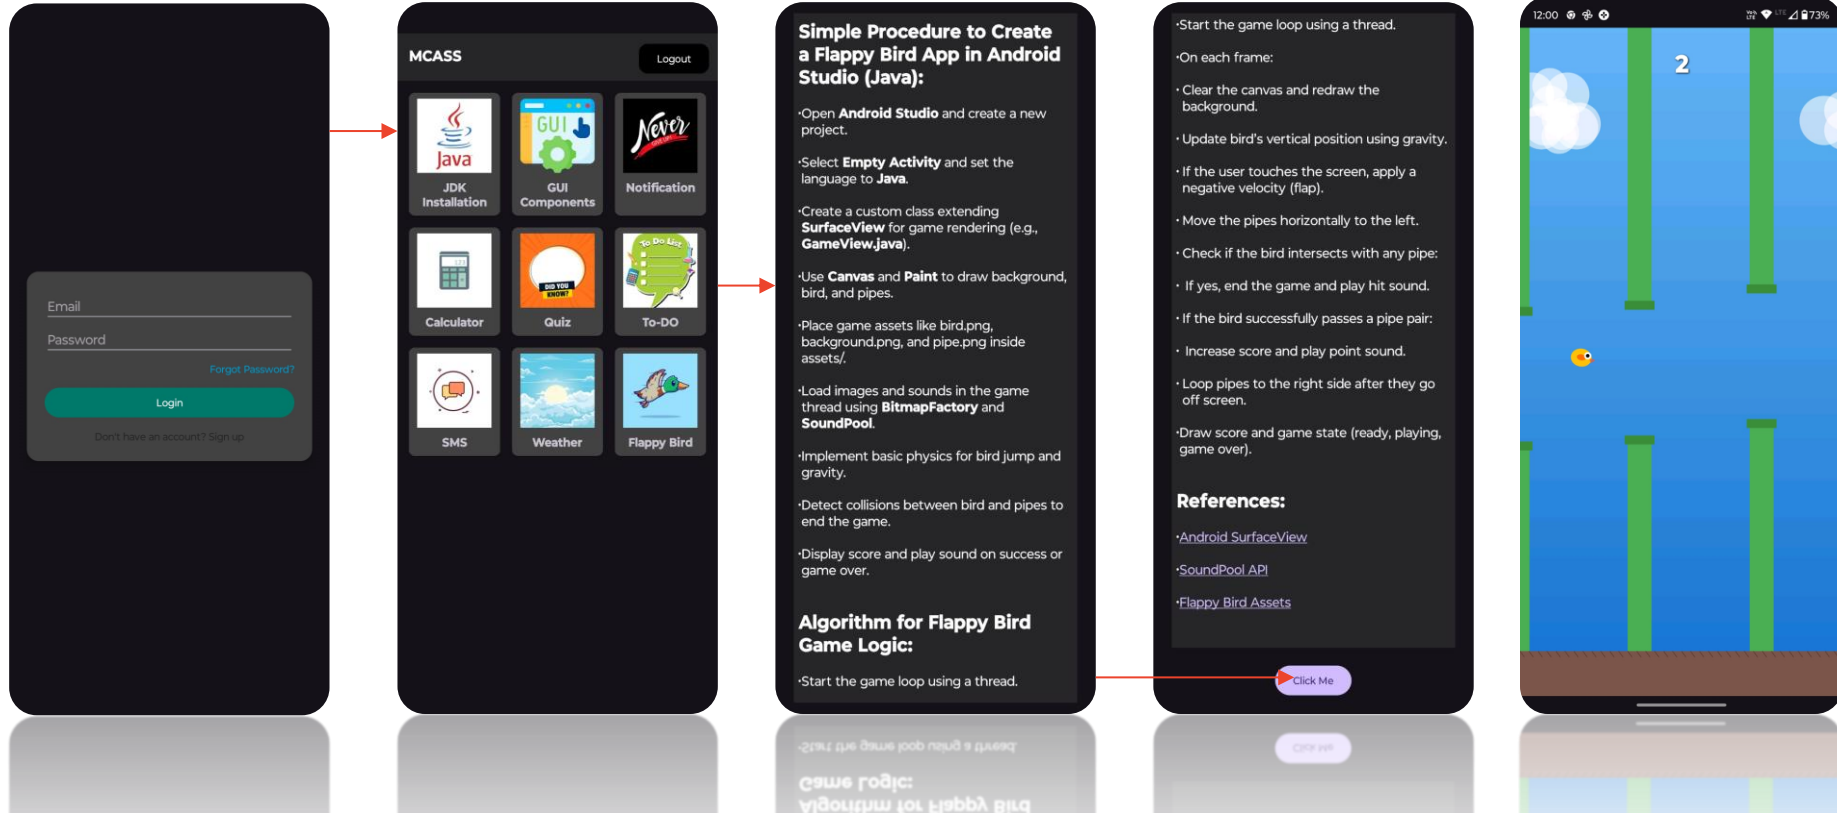 Email
Password
Forgot Password?
Login
Don't have an account? Sign up
MCASS
Logout
Java
JDK
Installation
GUI
GUI
Components
Never
GIVE UP
Notification
123
Calculator
DID YOU
KNOW?
Quiz
To Do List
To-DO
SMS
Weather
Flappy Bird
Simple Procedure to Create
a Flappy Bird App in Android
Studio (Java):
•Open Android Studio and create a new
project.
•Select Empty Activity and set the
language to Java.
•Create a custom class extending
SurfaceView for game rendering (e.g.,
GameView.java).
•Use Canvas and Paint to draw background,
bird, and pipes.
•Place game assets like bird.png,
background.png, and pipe.png inside
assets/.
•Load images and sounds in the game
thread using BitmapFactory and
SoundPool.
•Implement basic physics for bird jump and
gravity.
•Detect collisions between bird and pipes to
end the game.
•Display score and play sound on success or
game over.
Algorithm for Flappy Bird
Game Logic:
•Start the game loop using a thread.
•Start the game loop using a thread.
•On each frame:
• Clear the canvas and redraw the
background.
• Update bird's vertical position using gravity.
• If the user touches the screen, apply a
negative velocity (flap).
• Move the pipes horizontally to the left.
• Check if the bird intersects with any pipe:
• If yes, end the game and play hit sound.
• If the bird successfully passes a pipe pair:
• Increase score and play point sound.
• Loop pipes to the right side after they go
off screen.
•Draw score and game state (ready, playing,
game over).
References:
•Android SurfaceView
•SoundPool API
•Flappy Bird Assets
Click Me
12:00
LTE
73%
2